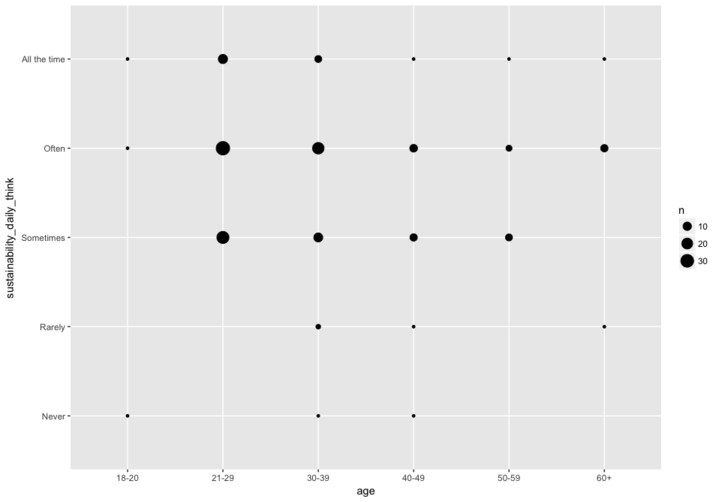 sustainability_daily_think
All the time
Often
Sometimes
Rarely
Never
18-20 21-29 30-39 40-49 50-59 60+
age
n
10
20
30